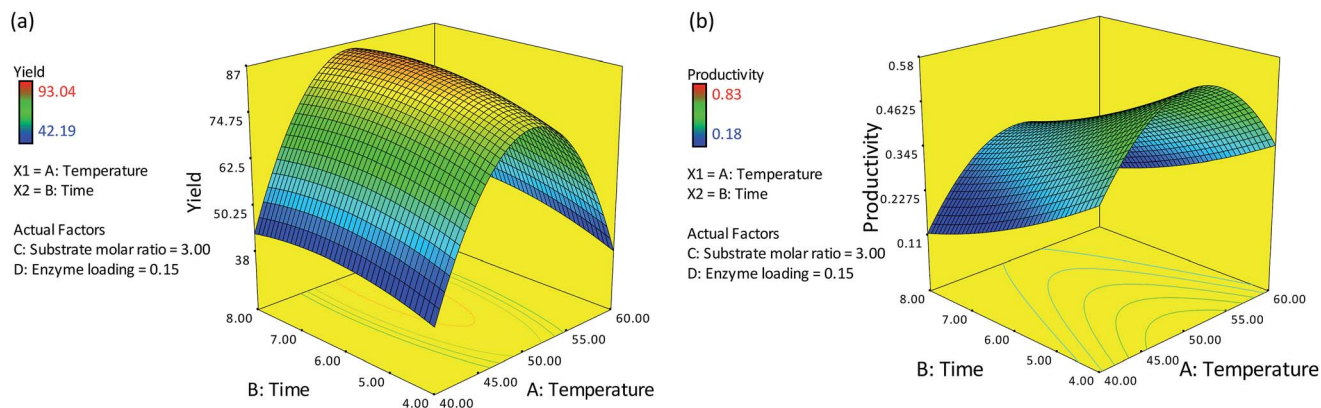 (a)
Yield
93.04
42.19
X1 = A: Temperature
X2 = B: Time
Actual Factors
C: Substrate molar ratio = 3.00
D: Enzyme loading = 0.15
87
74.75
62.5
50.25
38
Yield
8.00
7.00
6.00
5.00
4.00
B: Time
40.00
45.00
50.00
55.00
60.00
A: Temperature
(b)
Productivity
0.83
0.18
X1 = A: Temperature
X2 = B: Time
Actual Factors
C: Substrate molar ratio = 3.00
D: Enzyme loading = 0.15
0.58
0.4625
0.345
0.2275
0.11
Productivity
8.00
7.00
6.00
5.00
4.00
B: Time
40.00
45.00
50.00
55.00
60.00
A: Temperature